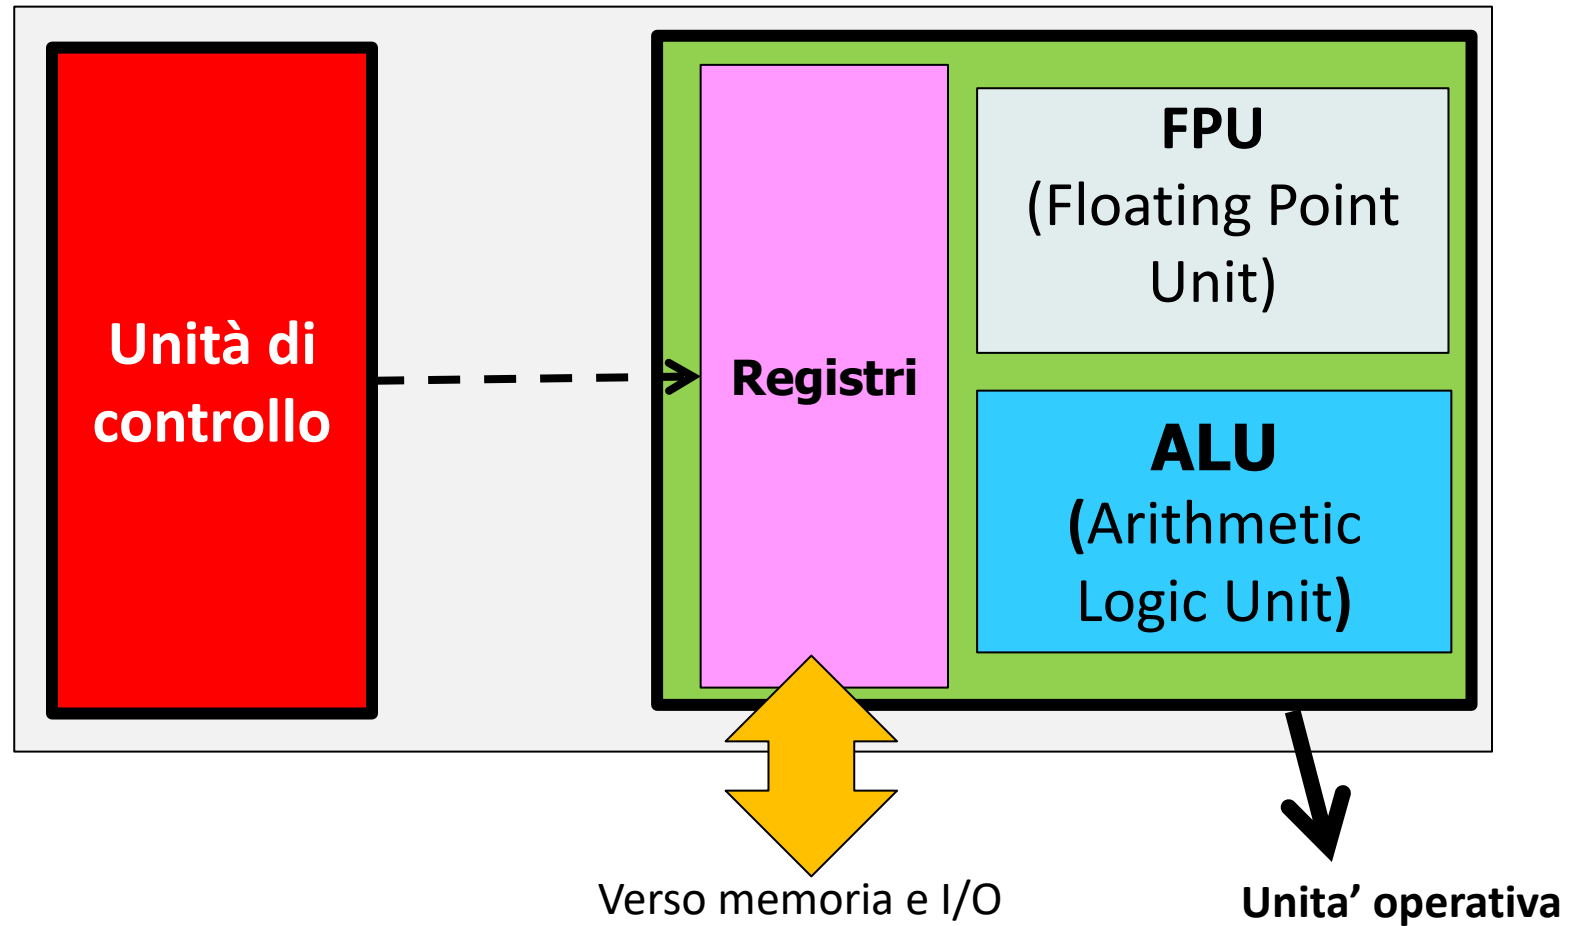 Unità di
controllo
Registri
FPU
(Floating Point
Unit)
ALU
(Arithmetic
Logic Unit)
Verso memoria e I/O
Unita’ operativa